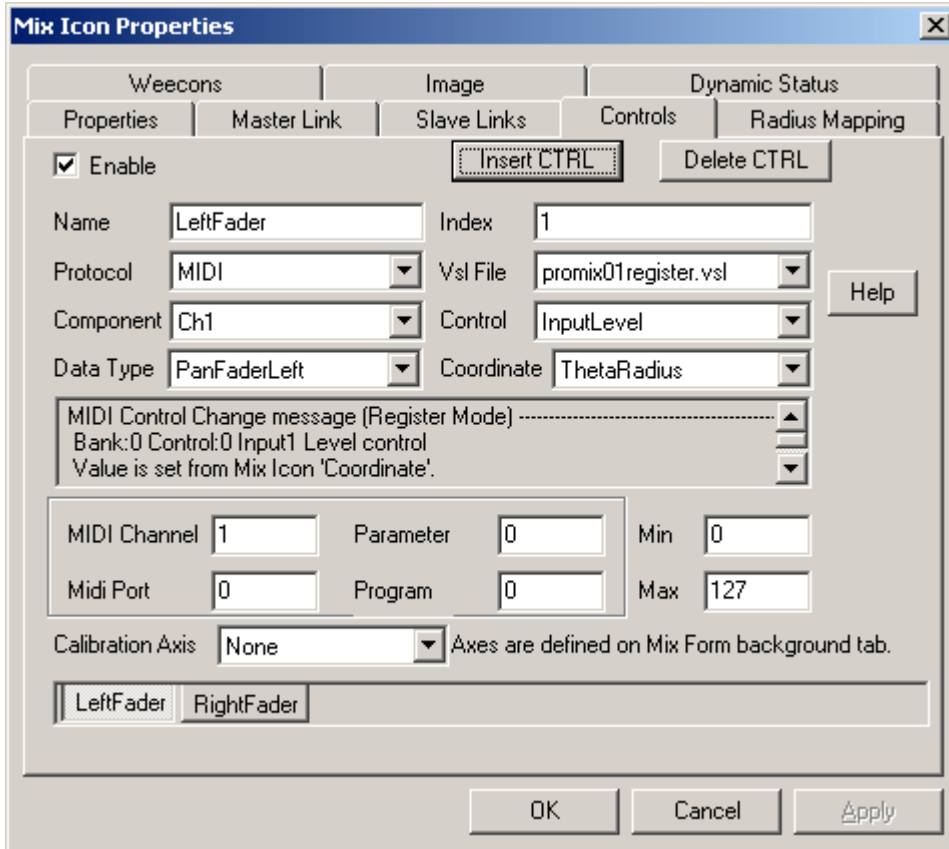 Mix Icon Properties
Weecons Image Dynamic Status
Properties Master Link Slave Links Controls Radius Mapping
Enable Insert CTRL Delete CTRL
Name LeftFader Index 1
Protocol MIDI Vsl File promix01register.vsl
Help
Component Ch1 Control InputLevel
Data Type PanFaderLeft Coordinate ThetaRadius
MIDI Control Change message (Register Mode) --------------------------------------------
Bank:0 Control:0 Input1 Level control
Value is set from Mix Icon 'Coordinate'.
MIDI Channel 1 Parameter 0 Min 0
Midi Port 0 Program 0 Max 127
Calibration Axis None Axes are defined on Mix Form background tab.
LeftFader RightFader
OK Cancel Apply